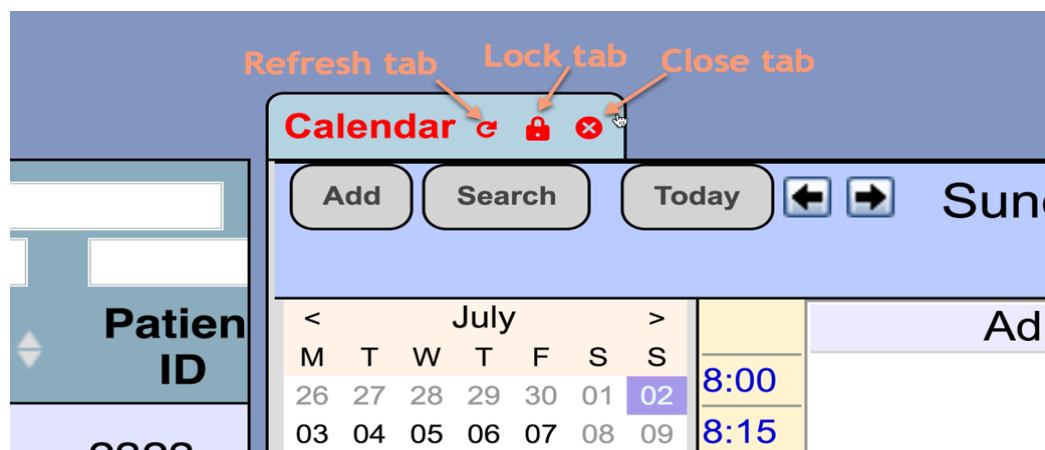 Refresh tab Lock tab Close tab
Calendar
Add Search Today
Patien
ID
< July >
M T W T F S S
26 27 28 29 30 01 02
03 04 05 06 07 08 09
Ad
8:00
8:15